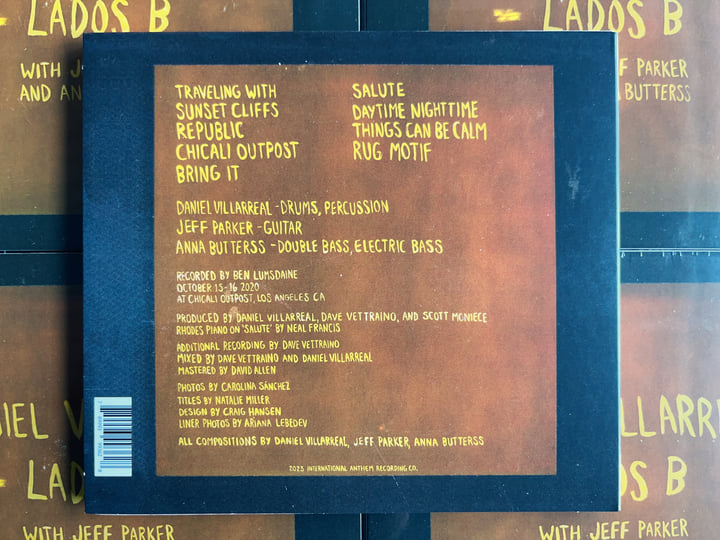 LADOS B
WITH J
AND AN
LADOS B
F PARKER
BUTTERSS
TRAVELING WITH
SUNSET CLIFFS
REPUBLIC
CHICALI OUTPOST
BRING IT
SALUTE
DAYTIME NIGHTTIME
THINGS CAN BE CALM
RUG MOTIF
DANIEL VILLARREAL - DRUMS, PERCUSSION
JEFF PARKER - GUITAR
ANNA BUTTERSS - DOUBLE BASS, ELECTRIC BASS
RECORDED BY BEN LUMSDAINE
OCTOBER 15-16 2020
AT CHICALI OUTPOST, LOS ANGELES CA
PRODUCED BY DANIEL VILLARREAL, DAVE VETTRAINO, AND SCOTT MCNIECE
RHODES PIANO ON 'SALUTE' BY NEAL FRANCIS
ADDITIONAL RECORDING BY DAVE VETTRAINO
MIXED BY DAVE VETTRAINO AND DANIEL VILLARREAL
MASTERED BY DAVID ALLEN
PHOTOS BY CAROLINA SÁNCHEZ
TITLES BY NATALIE MILLER
DESIGN BY CRAIG HANSEN
LINER PHOTOS BY ARIANA LEBEDEV
ALL COMPOSITIONS BY DANIEL VILLARREAL, JEFF PARKER, ANNA BUTTERSS
2023 INTERNATIONAL ANTHEM RECORDING CO.
IEL V
LAD
WITH JEFF PARKER
LLARR
OS B
WITH JEFF PARKER